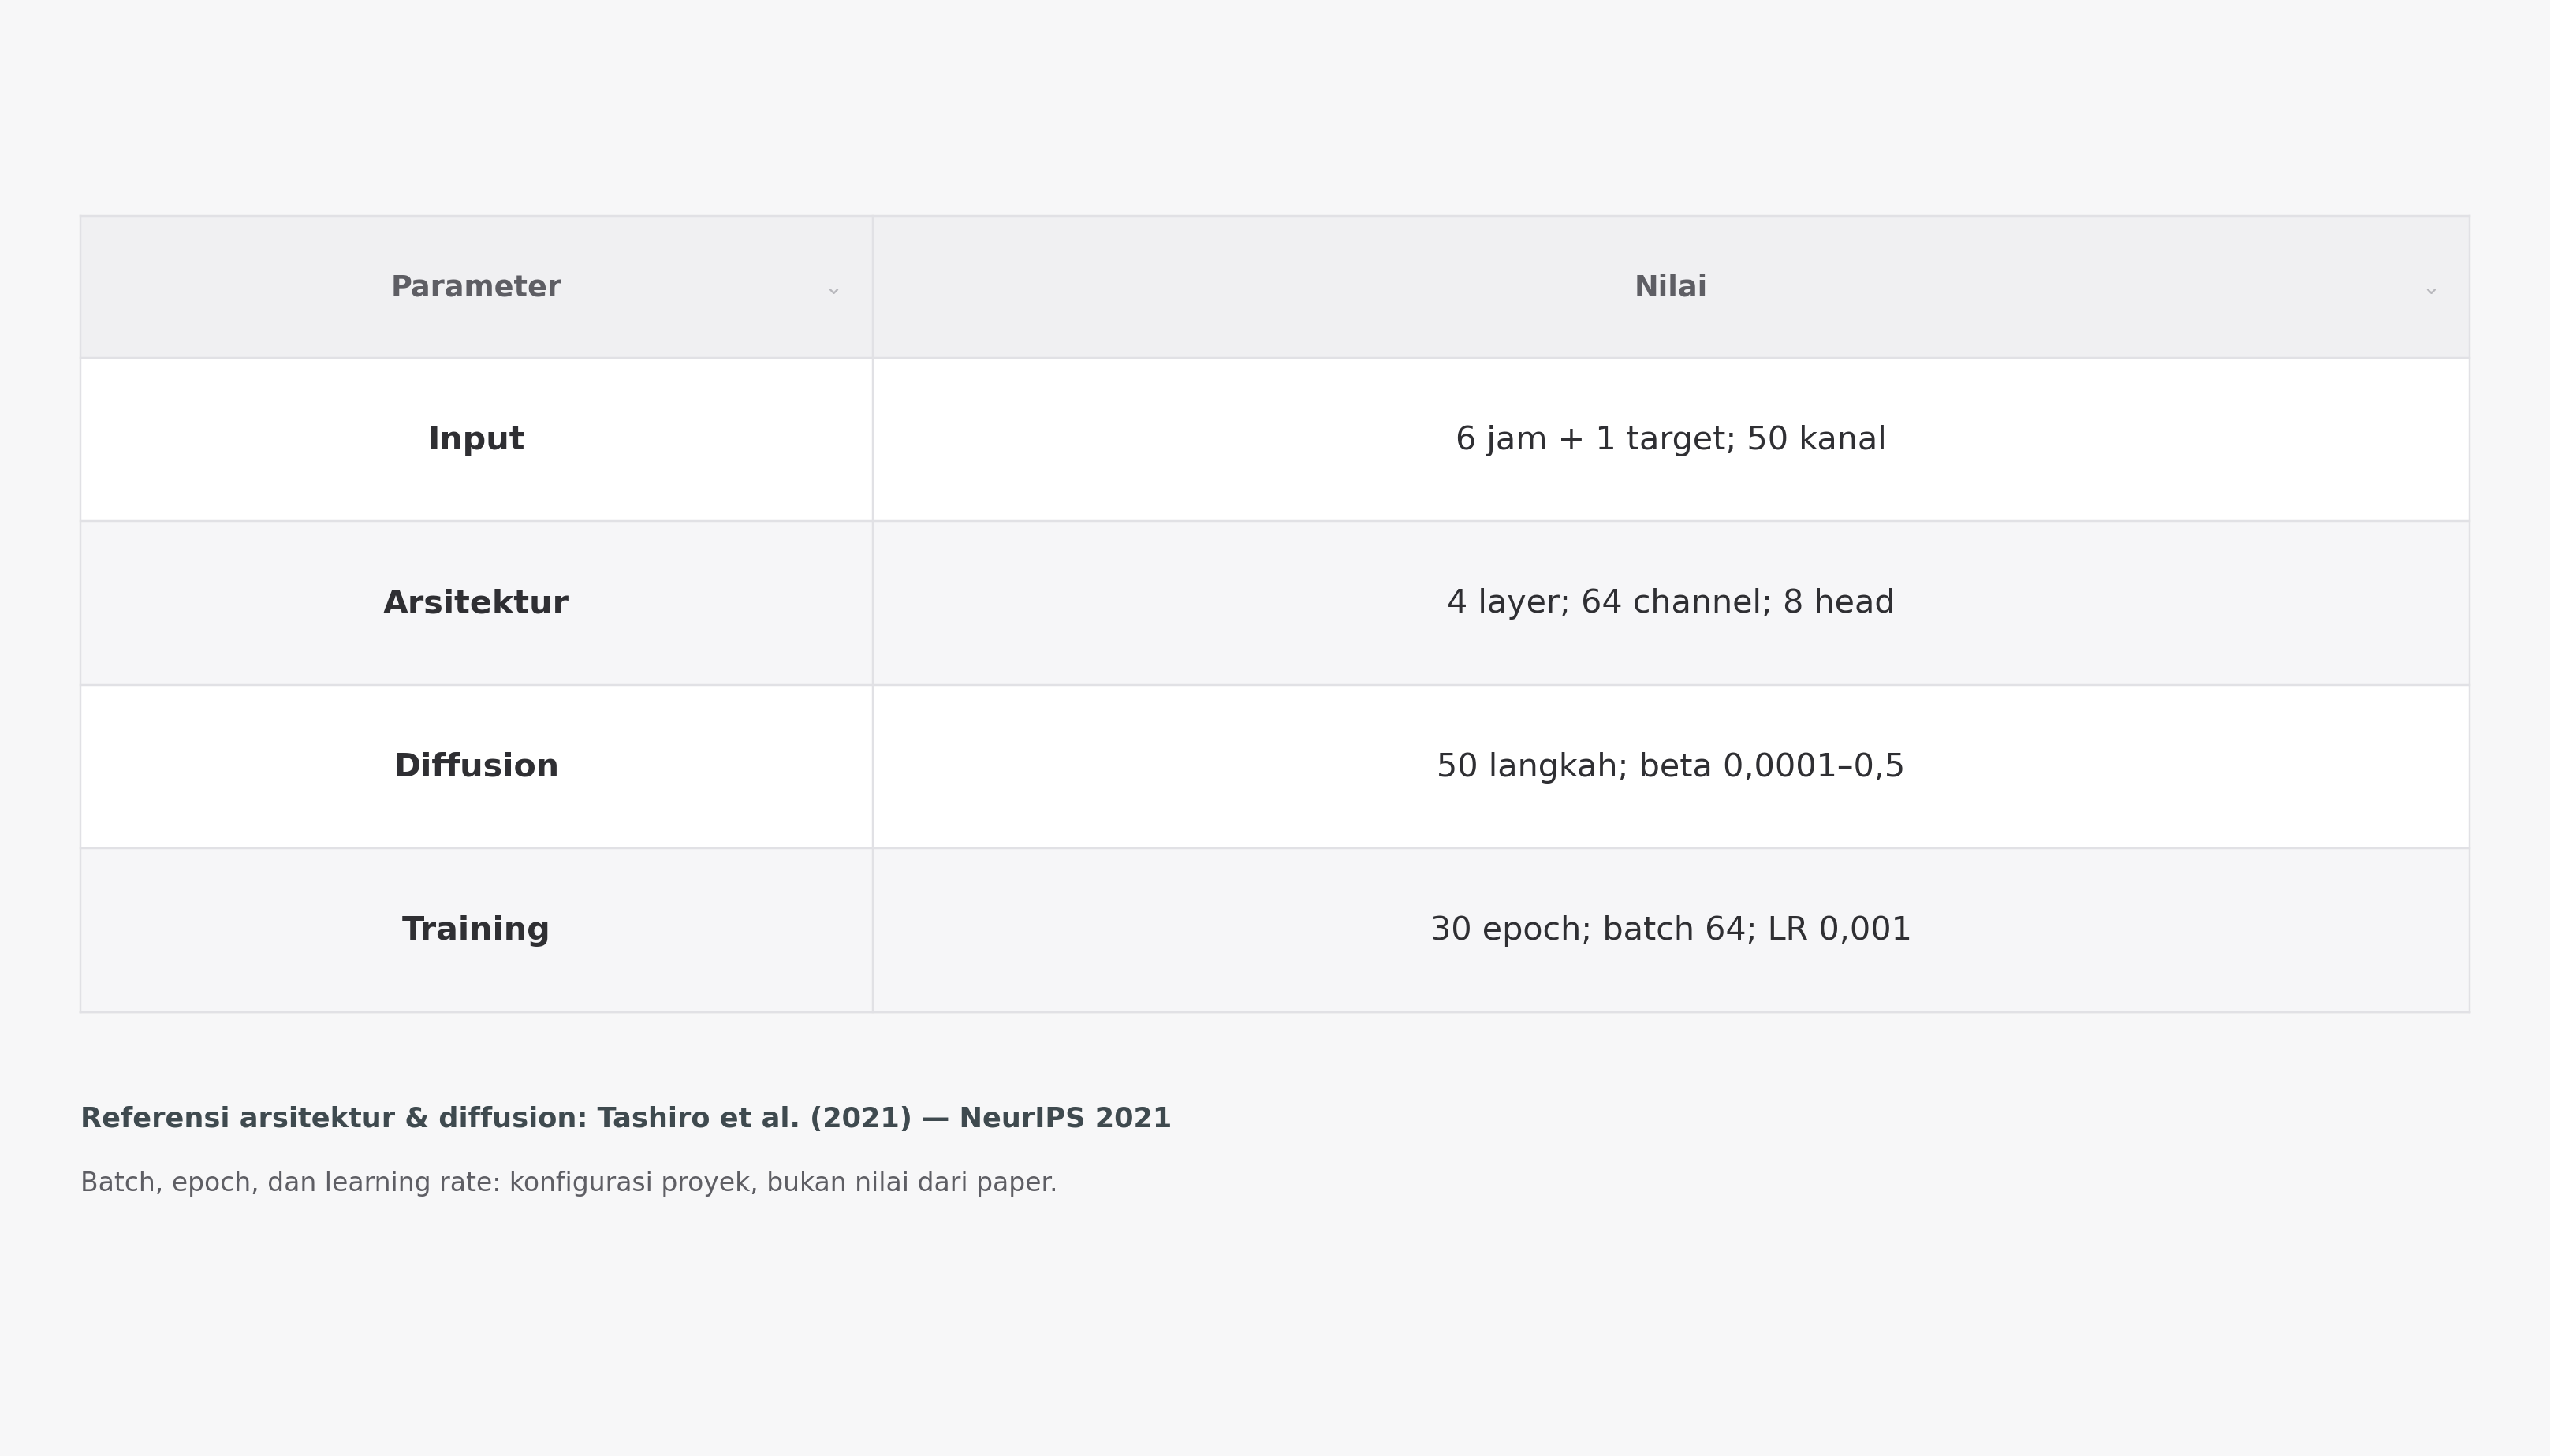 Parameter ⌄ Nilai ⌄
Input 6 jam + 1 target; 50 kanal
Arsitektur 4 layer; 64 channel; 8 head
Diffusion 50 langkah; beta 0,0001–0,5
Training 30 epoch; batch 64; LR 0,001
Referensi arsitektur & diffusion: Tashiro et al. (2021) — NeurIPS 2021
Batch, epoch, dan learning rate: konfigurasi proyek, bukan nilai dari paper.